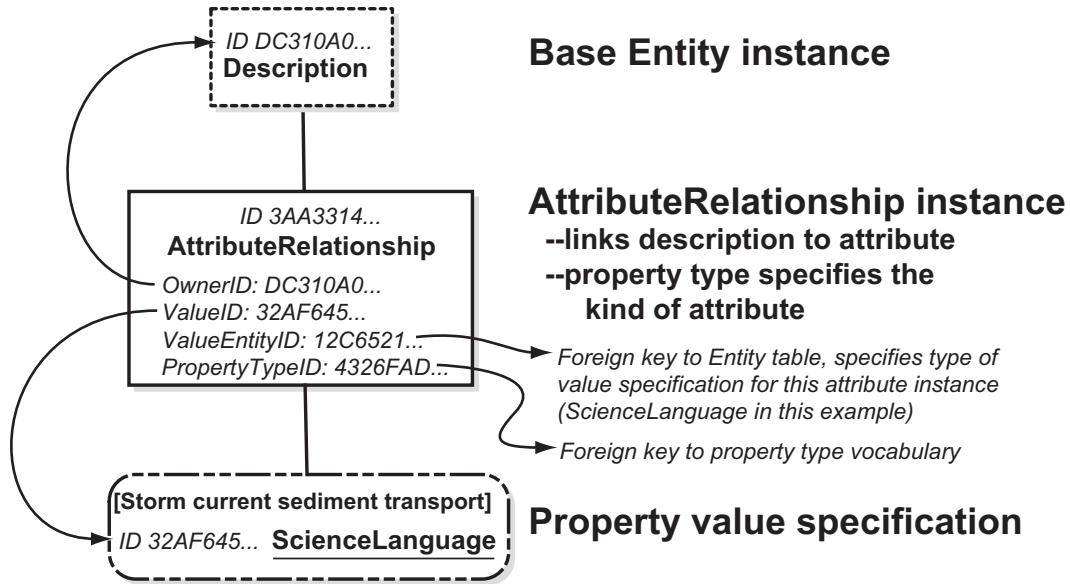 ID DC310A0...
Description
Base Entity instance
ID 3AA3314...
AttributeRelationship
OwnerID: DC310A0...
ValueID: 32AF645...
ValueEntityID: 12C6521...
PropertyTypeID: 4326FAD...
AttributeRelationship instance
--links description to attribute
--property type specifies the
kind of attribute
Foreign key to Entity table, specifies type of
value specification for this attribute instance
(ScienceLanguage in this example)
Foreign key to property type vocabulary
[Storm current sediment transport]
ID 32AF645... ScienceLanguage
Property value specification